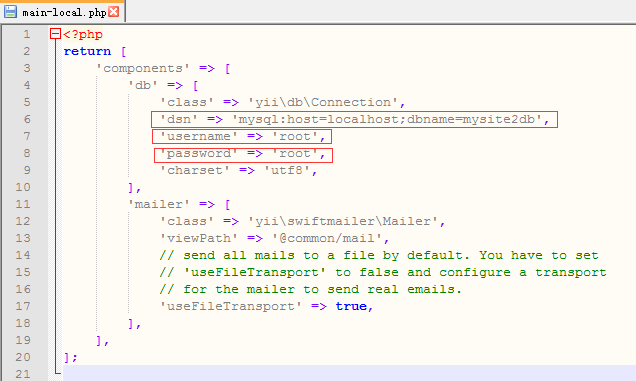 main-local.php
1 <?php
2 return [
3     'components' => [
4         'db' => [
5             'class' => 'yii\db\Connection',
6             'dsn' => 'mysql:host=localhost;dbname=mysite2db',
7             'username' => 'root',
8             'password' => 'root',
9             'charset' => 'utf8',
10         ],
11         'mailer' => [
12             'class' => 'yii\swiftmailer\Mailer',
13             'viewPath' => '@common/mail',
14             // send all mails to a file by default. You have to set
15             // 'useFileTransport' to false and configure a transport
16             // for the mailer to send real emails.
17             'useFileTransport' => true,
18         ],
19     ],
20 ];
21